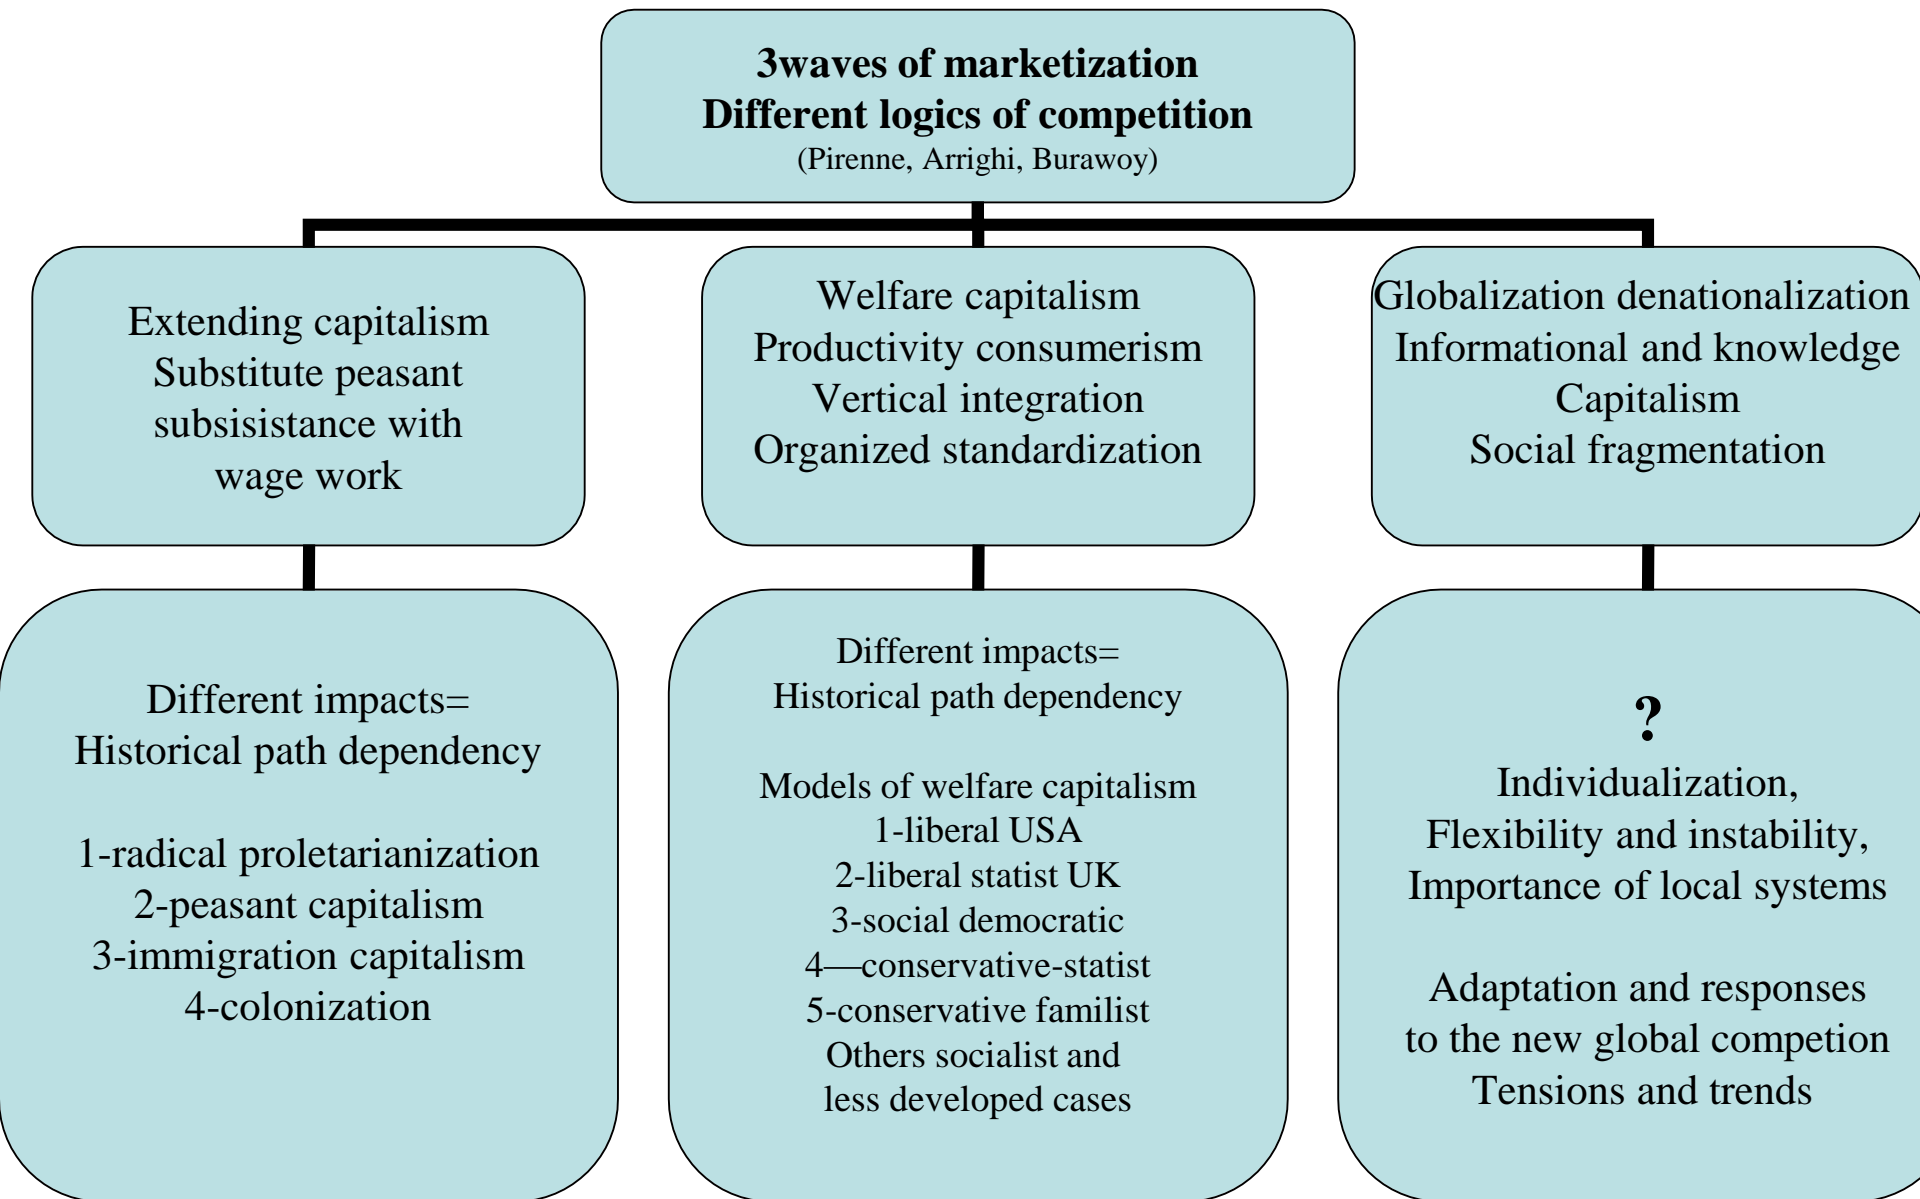 3waves of marketization
Different logics of competition
(Pirenne, Arrighi, Burawoy)
Extending capitalism
Substitute peasant
subsisistance with
wage work
Welfare capitalism
Productivity consumerism
Vertical integration
Organized standardization
Globalization denationalization
Informational and knowledge
Capitalism
Social fragmentation
Different impacts=
Historical path dependency
1-radical proletarianization
2-peasant capitalism
3-immigration capitalism
4-colonization
Different impacts=
Historical path dependency
Models of welfare capitalism
1-liberal USA
2-liberal statist UK
3-social democratic
4—conservative-statist
5-conservative familist
Others socialist and
less developed cases
?
Individualization,
Flexibility and instability,
Importance of local systems
Adaptation and responses
to the new global competion
Tensions and trends